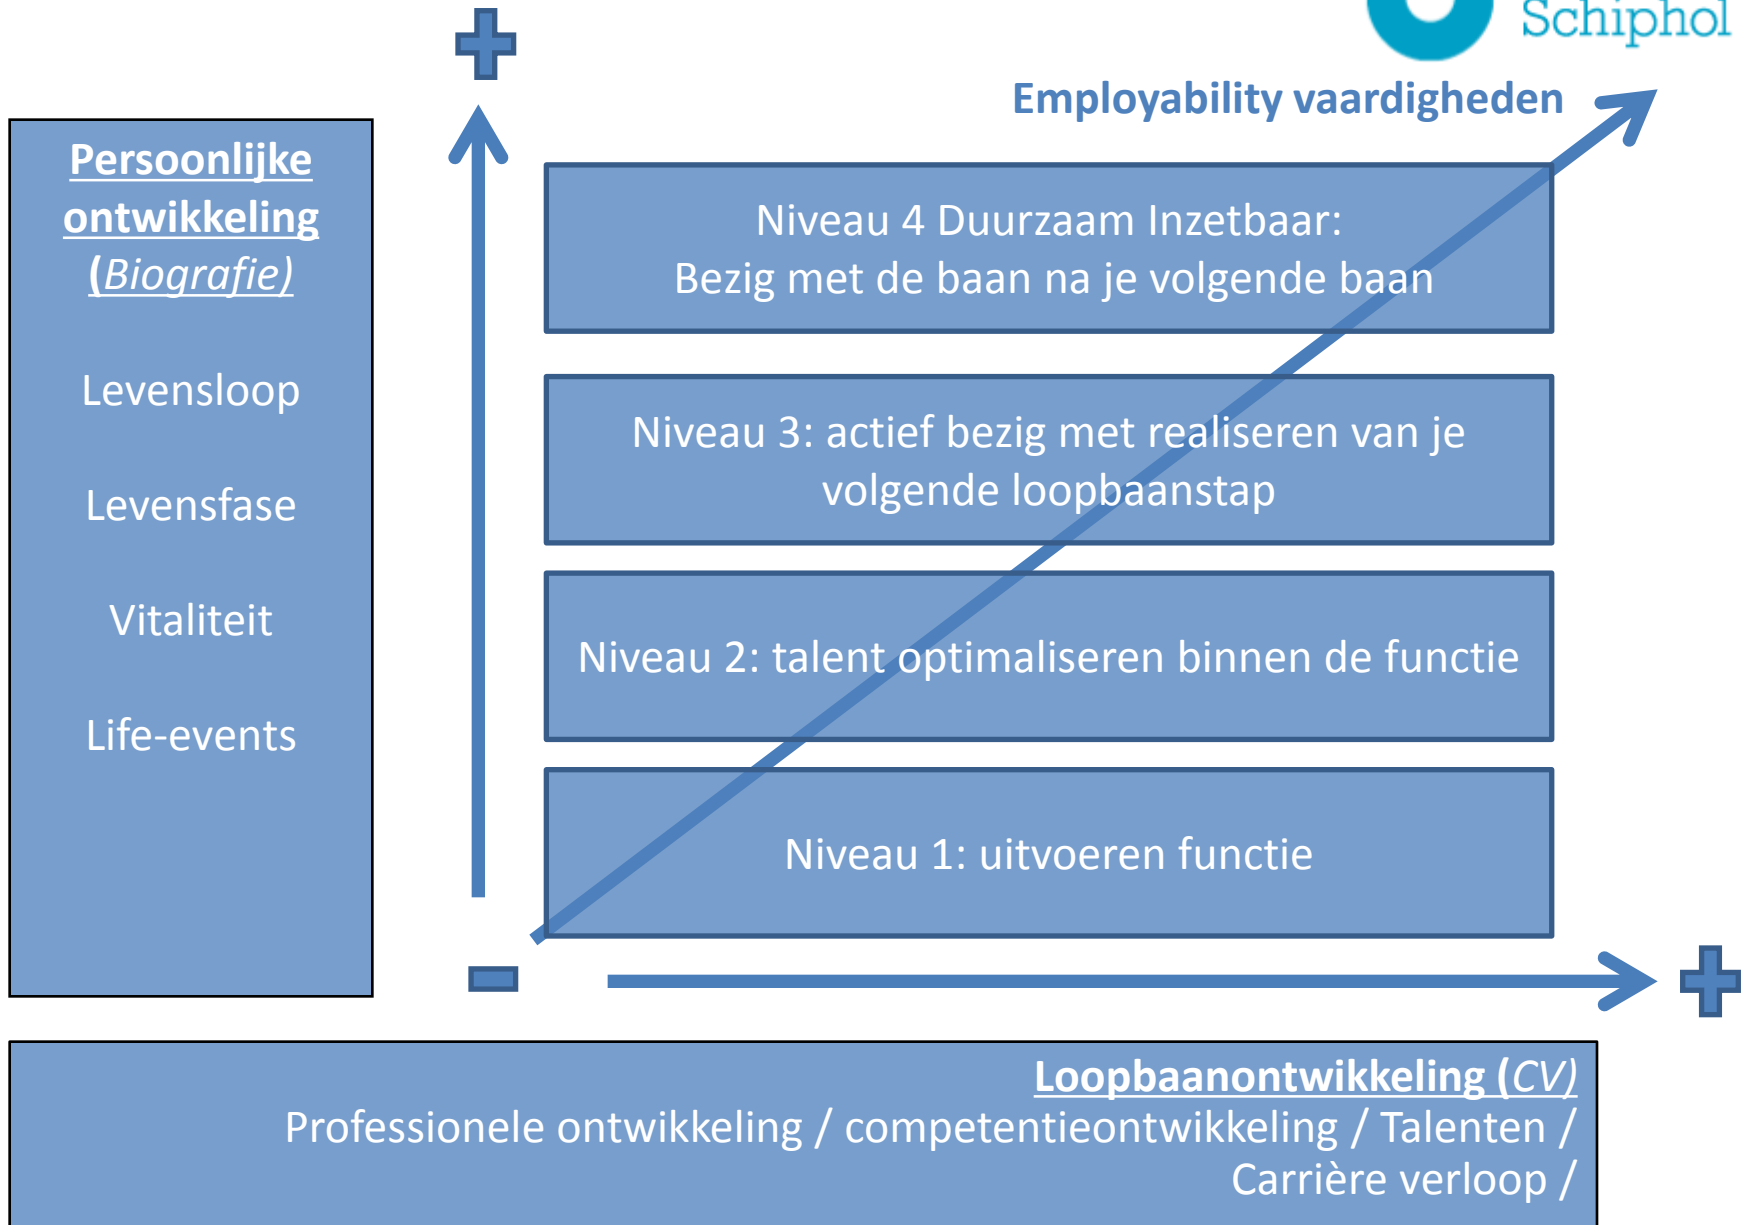 Schiphol
Employability vaardigheden
Persoonlijke
ontwikkeling
(Biografie)
Levensloop
Levensfase
Vitaliteit
Life-events
Niveau 4 Duurzaam Inzetbaar:
Bezig met de baan na je volgende baan
Niveau 3: actief bezig met realiseren van je
volgende loopbaanstap
Niveau 2: talent optimaliseren binnen de functie
Niveau 1: uitvoeren functie
Loopbaanontwikkeling (CV)
Professionele ontwikkeling / competentieontwikkeling / Talenten /
Carrière verloop /